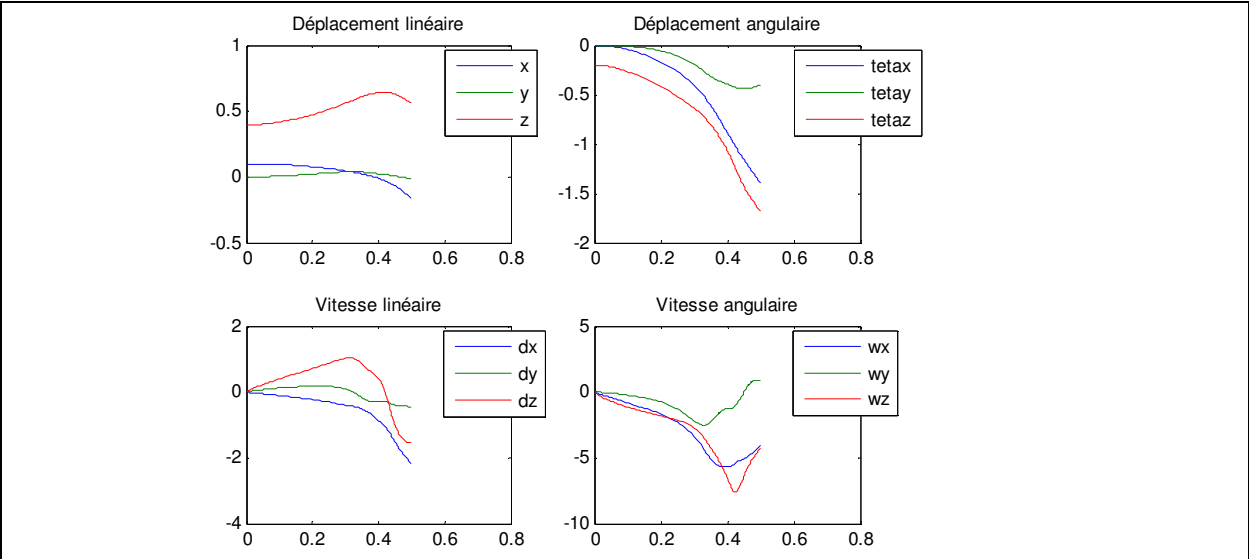 Déplacement linéaire
1
0.5
0
-0.5
0 0.2 0.4 0.6 0.8
x
y
z
Déplacement angulaire
0
-0.5
-1
-1.5
-2
0 0.2 0.4 0.6 0.8
tetax
tetay
tetaz
Vitesse linéaire
2
0
-2
-4
0 0.2 0.4 0.6 0.8
dx
dy
dz
Vitesse angulaire
5
0
-5
-10
0 0.2 0.4 0.6 0.8
wx
wy
wz